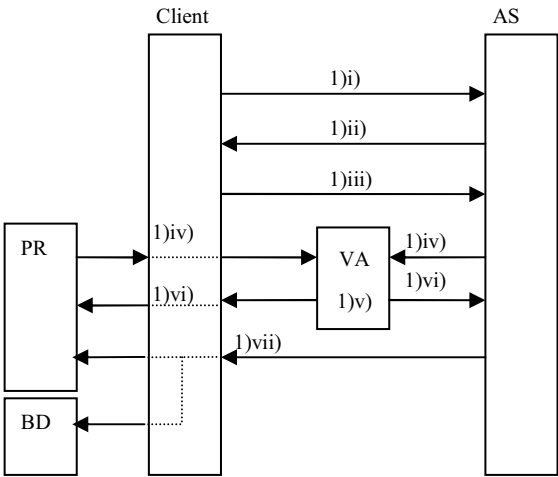 Client AS
1)i)
1)ii)
1)iii)
PR 1)iv) VA 1)iv)
1)vi) 1)v) 1)vi)
1)vii)
BD